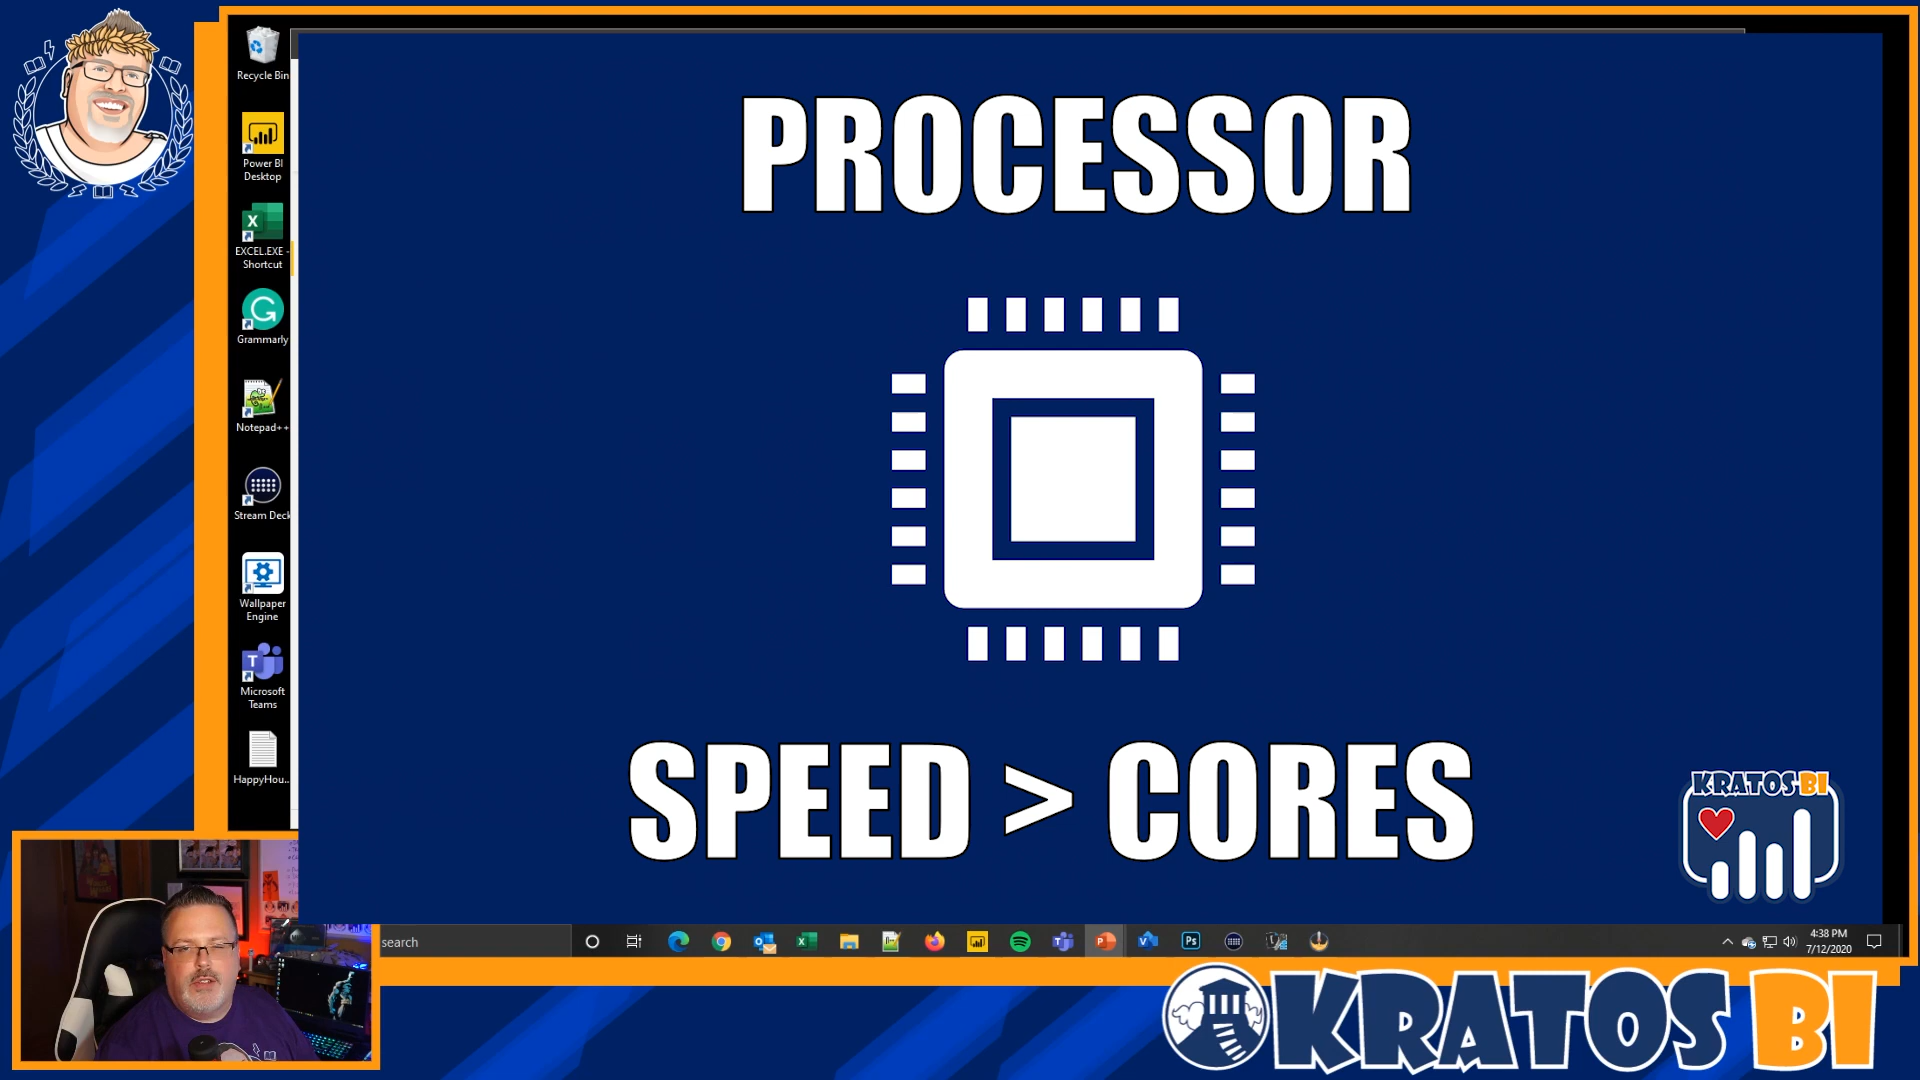 Recycle Bin
Power BI
Desktop
EXCEL.EXE -
Shortcut
Grammarly
Notepad++
Stream Deck
Wallpaper
Engine
Microsoft
Teams
HappyHou...
PROCESSOR
SPEED > CORES
KRATOS BI
search
4:38 PM
7/12/2020
KRATOS BI